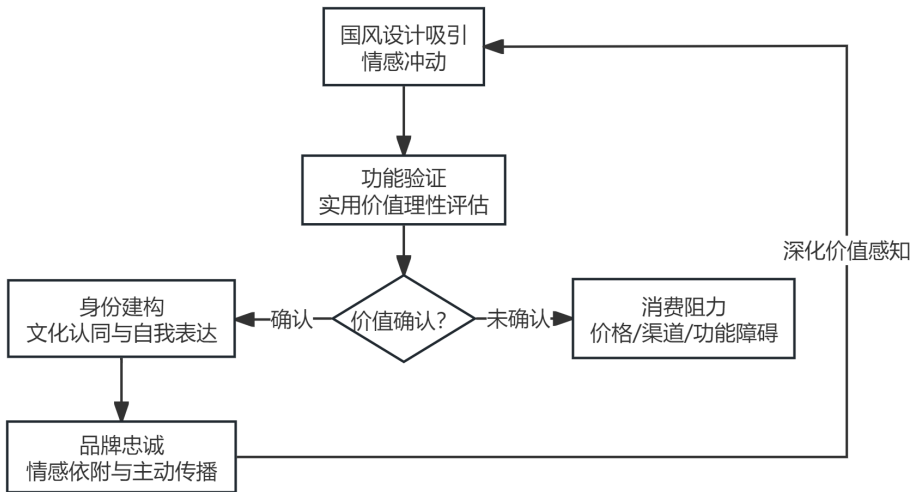 国风设计吸引
情感冲动
功能验证
实用价值理性评估
深化价值感知
身份建构
文化认同与自我表达
确认
价值确认？
未确认
消费阻力
价格/渠道/功能障碍
品牌忠诚
情感依附与主动传播